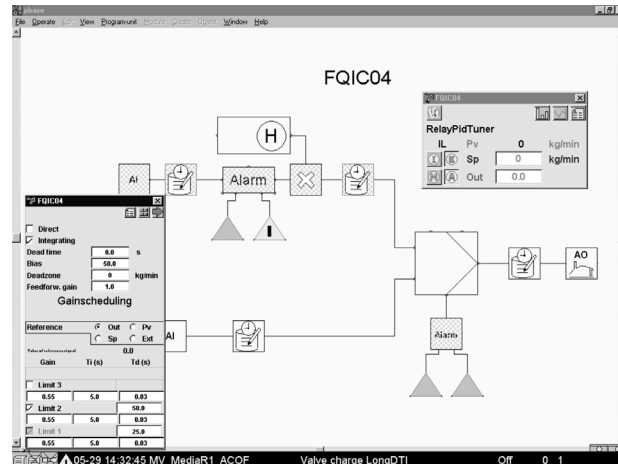 phase
File Operate Edit View Program-unit Module Create Object Window Help
FQIC04
FQIC04
RelayPidTuner
IL Pv 0 kg/min
I E Sp 0 kg/min
M A Out 0.0
H
AI
Alarm
I
AO
Alarm
AI
FQIC04
Direct
Integrating
Dead time 0.0 s
Bias 50.0
Deadzone 0 kg/min
Feedforw. gain 1.0
Gainscheduling
Reference Out Pv
Sp Ext
0.0
Gain Ti (s) Td (s)
Limit 3
0.55 5.0 0.03
Limit 2 50.0
0.55 5.0 0.03
Limit 1 25.0
0.55 5.0 0.03
05-29 14:32:45 MV_MediaR1_ACOF Valve charge LongDTI Off 0 1